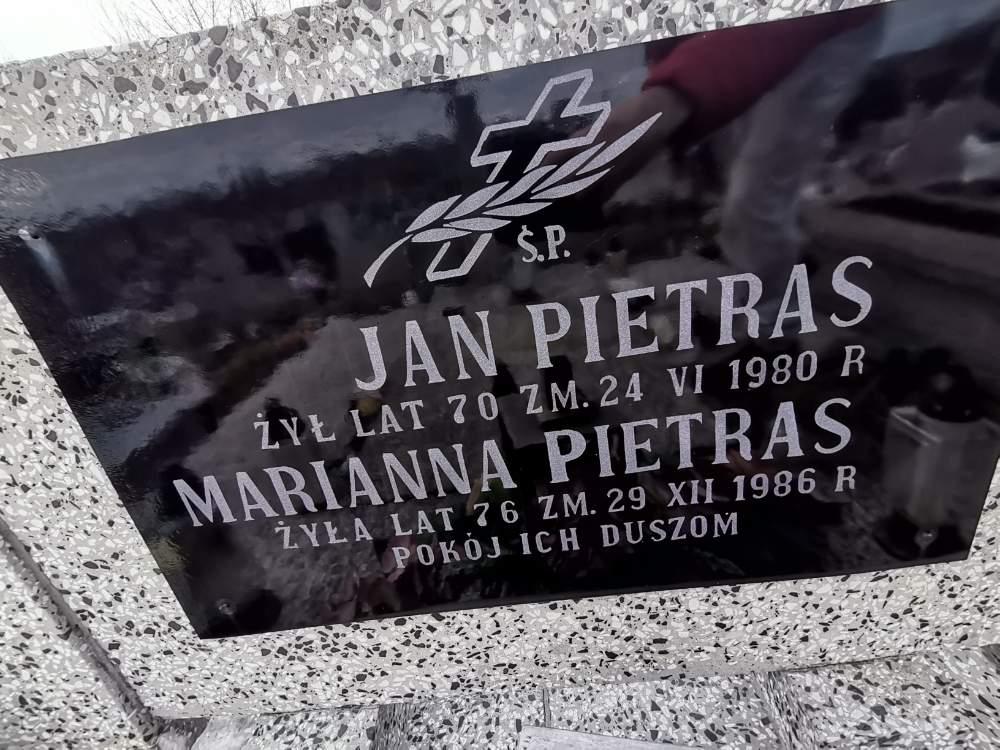 Ś.P.
JAN PIETRAS
ŻYŁ LAT 70 ZM. 24 VI 1980 R
MARIANNA PIETRAS
ŻYŁA LAT 76 ZM. 29 XII 1986 R
POKÓJ ICH DUSZOM